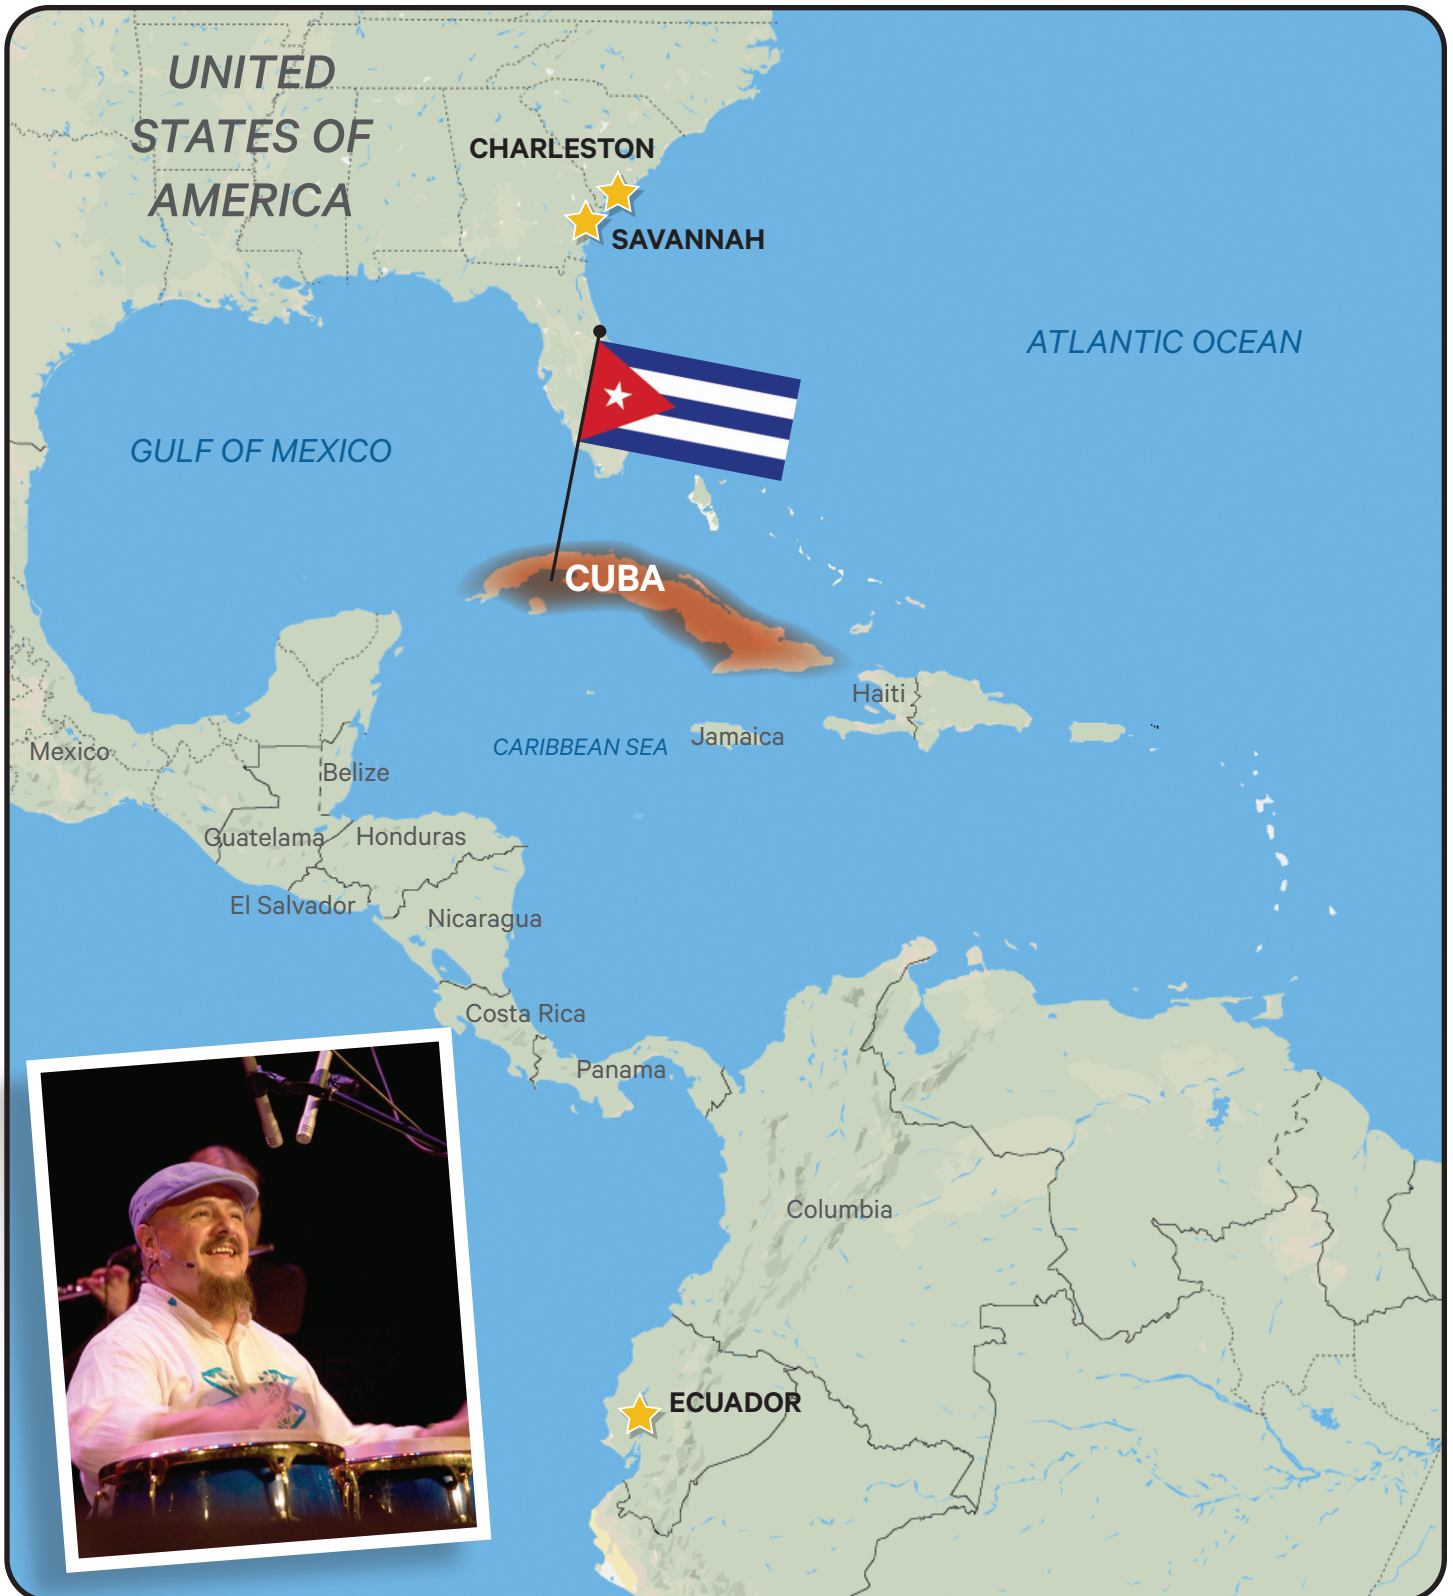 UNITED
STATES OF
AMERICA
CHARLESTON
SAVANNAH
ATLANTIC OCEAN
GULF OF MEXICO
CUBA
Haiti
Jamaica
CARIBBEAN SEA
Mexico
Belize
Guatelama
Honduras
El Salvador
Nicaragua
Costa Rica
Panama
Columbia
ECUADOR